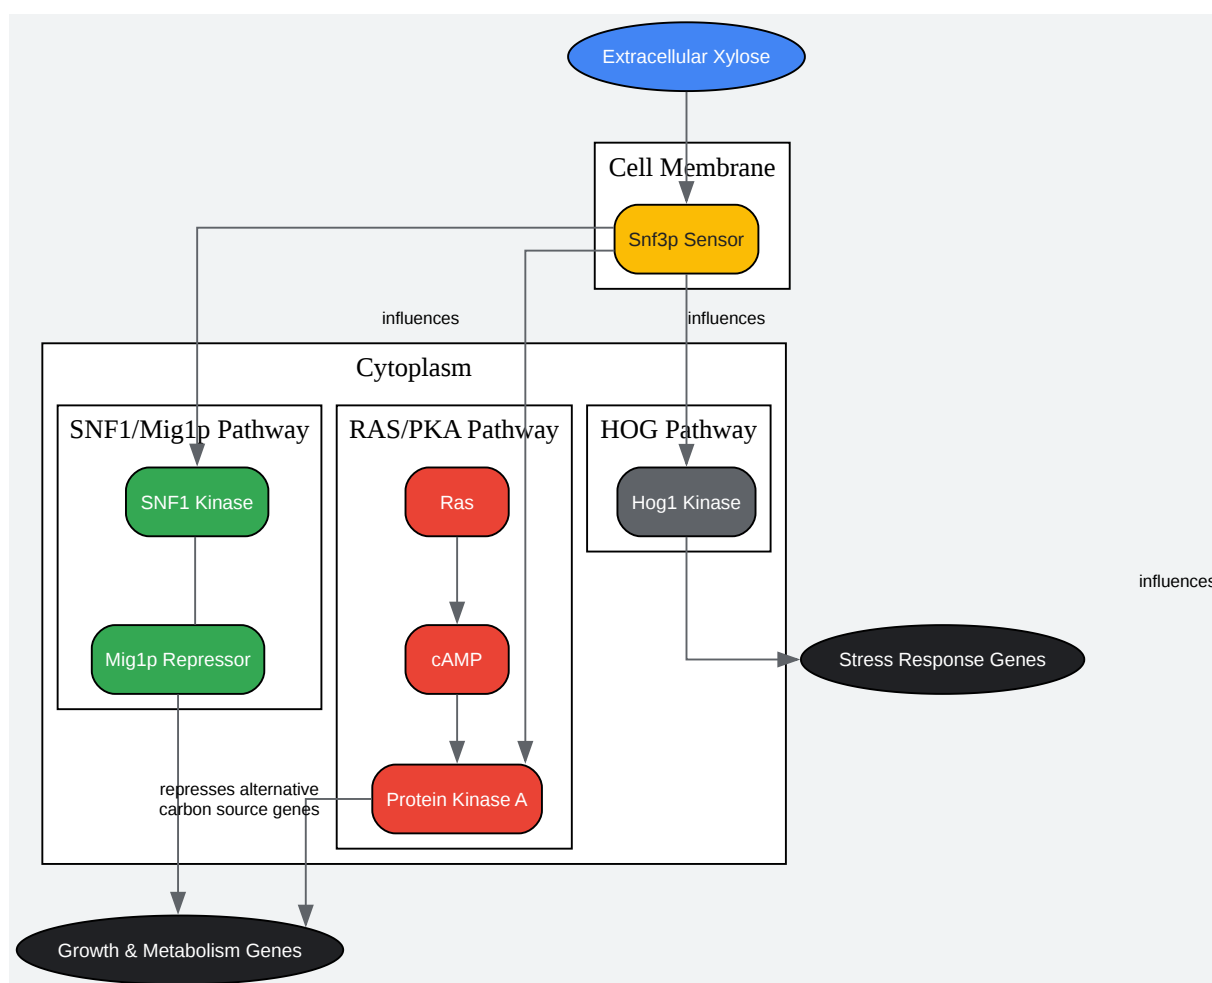 Extracellular Xylose
Cell Membrane
Snf3p Sensor
influences
influences
Cytoplasm
SNF1/Mig1p Pathway
RAS/PKA Pathway
HOG Pathway
SNF1 Kinase
Ras
Hog1 Kinase
influences
Mig1p Repressor
cAMP
Stress Response Genes
represses alternative
carbon source genes
Protein Kinase A
Growth & Metabolism Genes